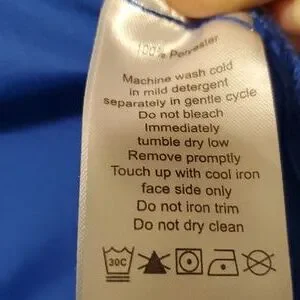 100% Polyester
Machine wash cold
in mild detergent
separately in gentle cycle
Do not bleach
Immediately
tumble dry low
Remove promptly
Touch up with cool iron
face side only
Do not iron trim
Do not dry clean
30C